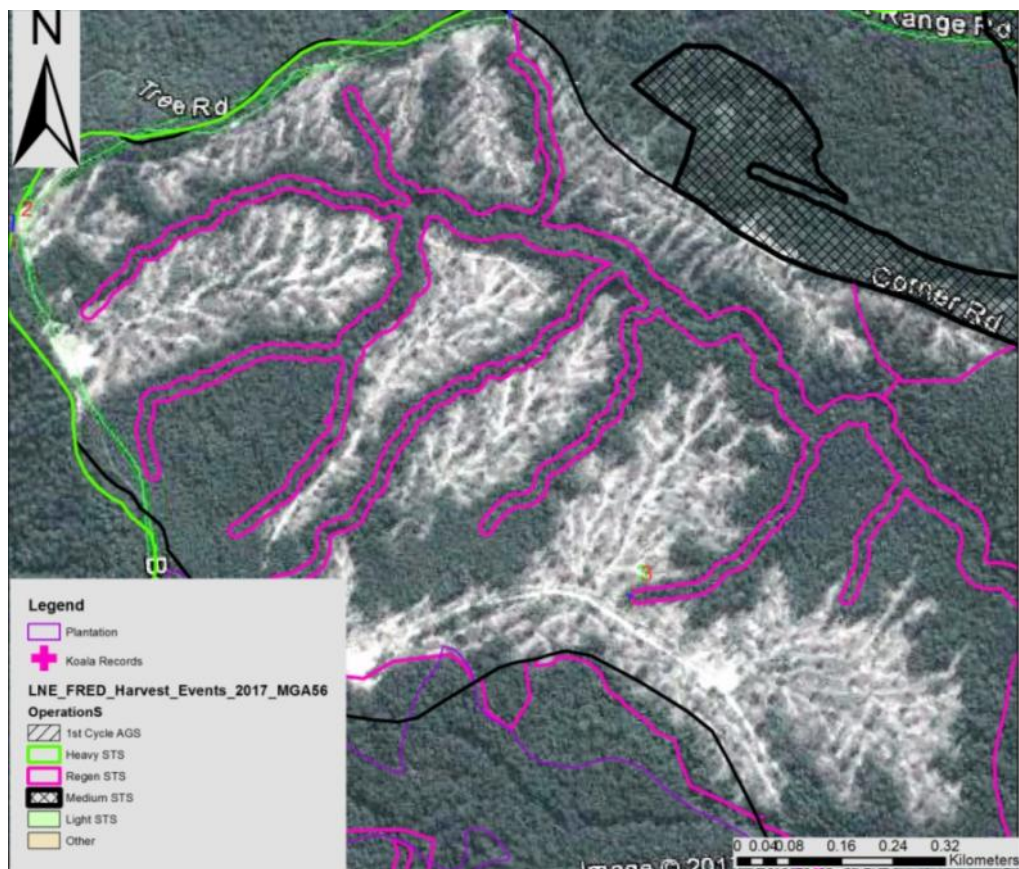 N
Range Rd
Tree Rd
2
Corner Rd
3
Legend
Plantation
Koala Records
LNE_FRED_Harvest_Events_2017_MGA56
OperationS
1st Cycle AGS
Heavy STS
Regen STS
Medium STS
Light STS
Other
Image © 201
0 0.04 0.08 0.16 0.24 0.32
Kilometers